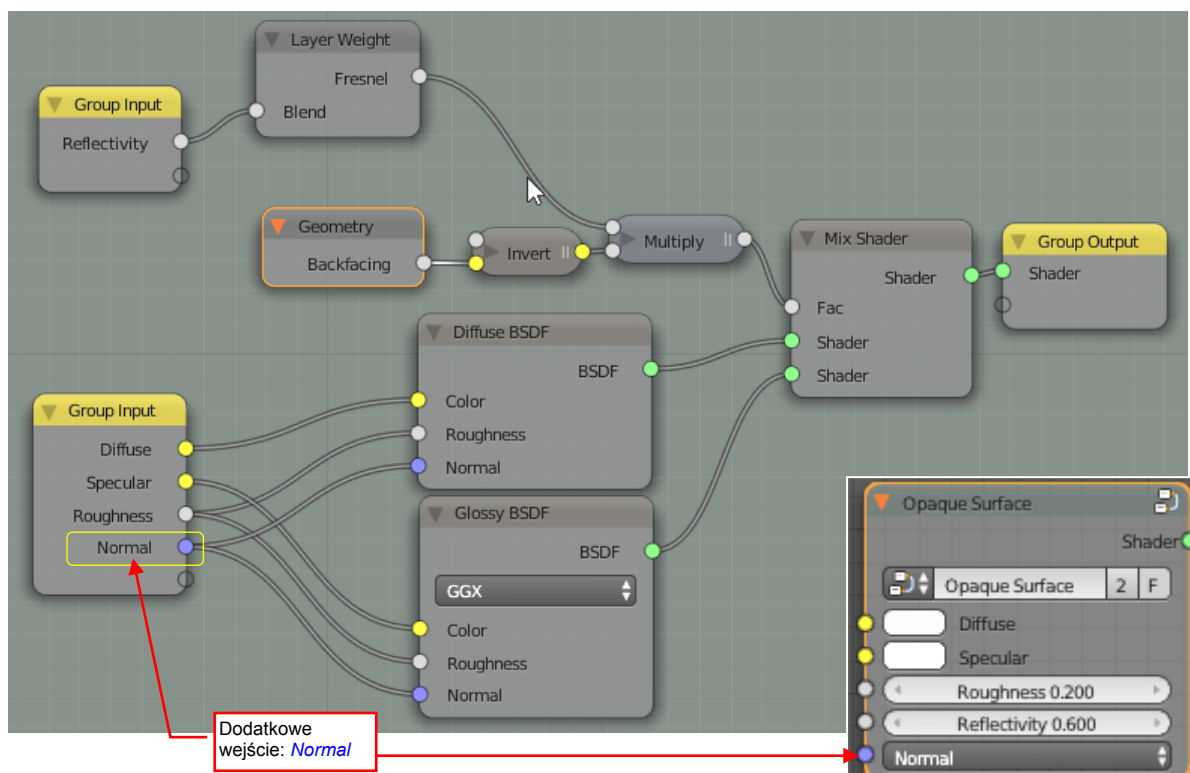 Layer Weight
Fresnel
Blend
Group Input
Reflectivity
Geometry
Backfacing
Invert
Multiply
Mix Shader
Shader
Fac
Shader
Shader
Group Output
Shader
Diffuse BSDF
BSDF
Color
Roughness
Normal
Group Input
Diffuse
Specular
Roughness
Normal
Glossy BSDF
BSDF
GGX
Color
Roughness
Normal
Opaque Surface
Shader
Opaque Surface 2 F
Diffuse
Specular
Roughness 0.200
Reflectivity 0.600
Normal
Dodatkowe
wejście: Normal